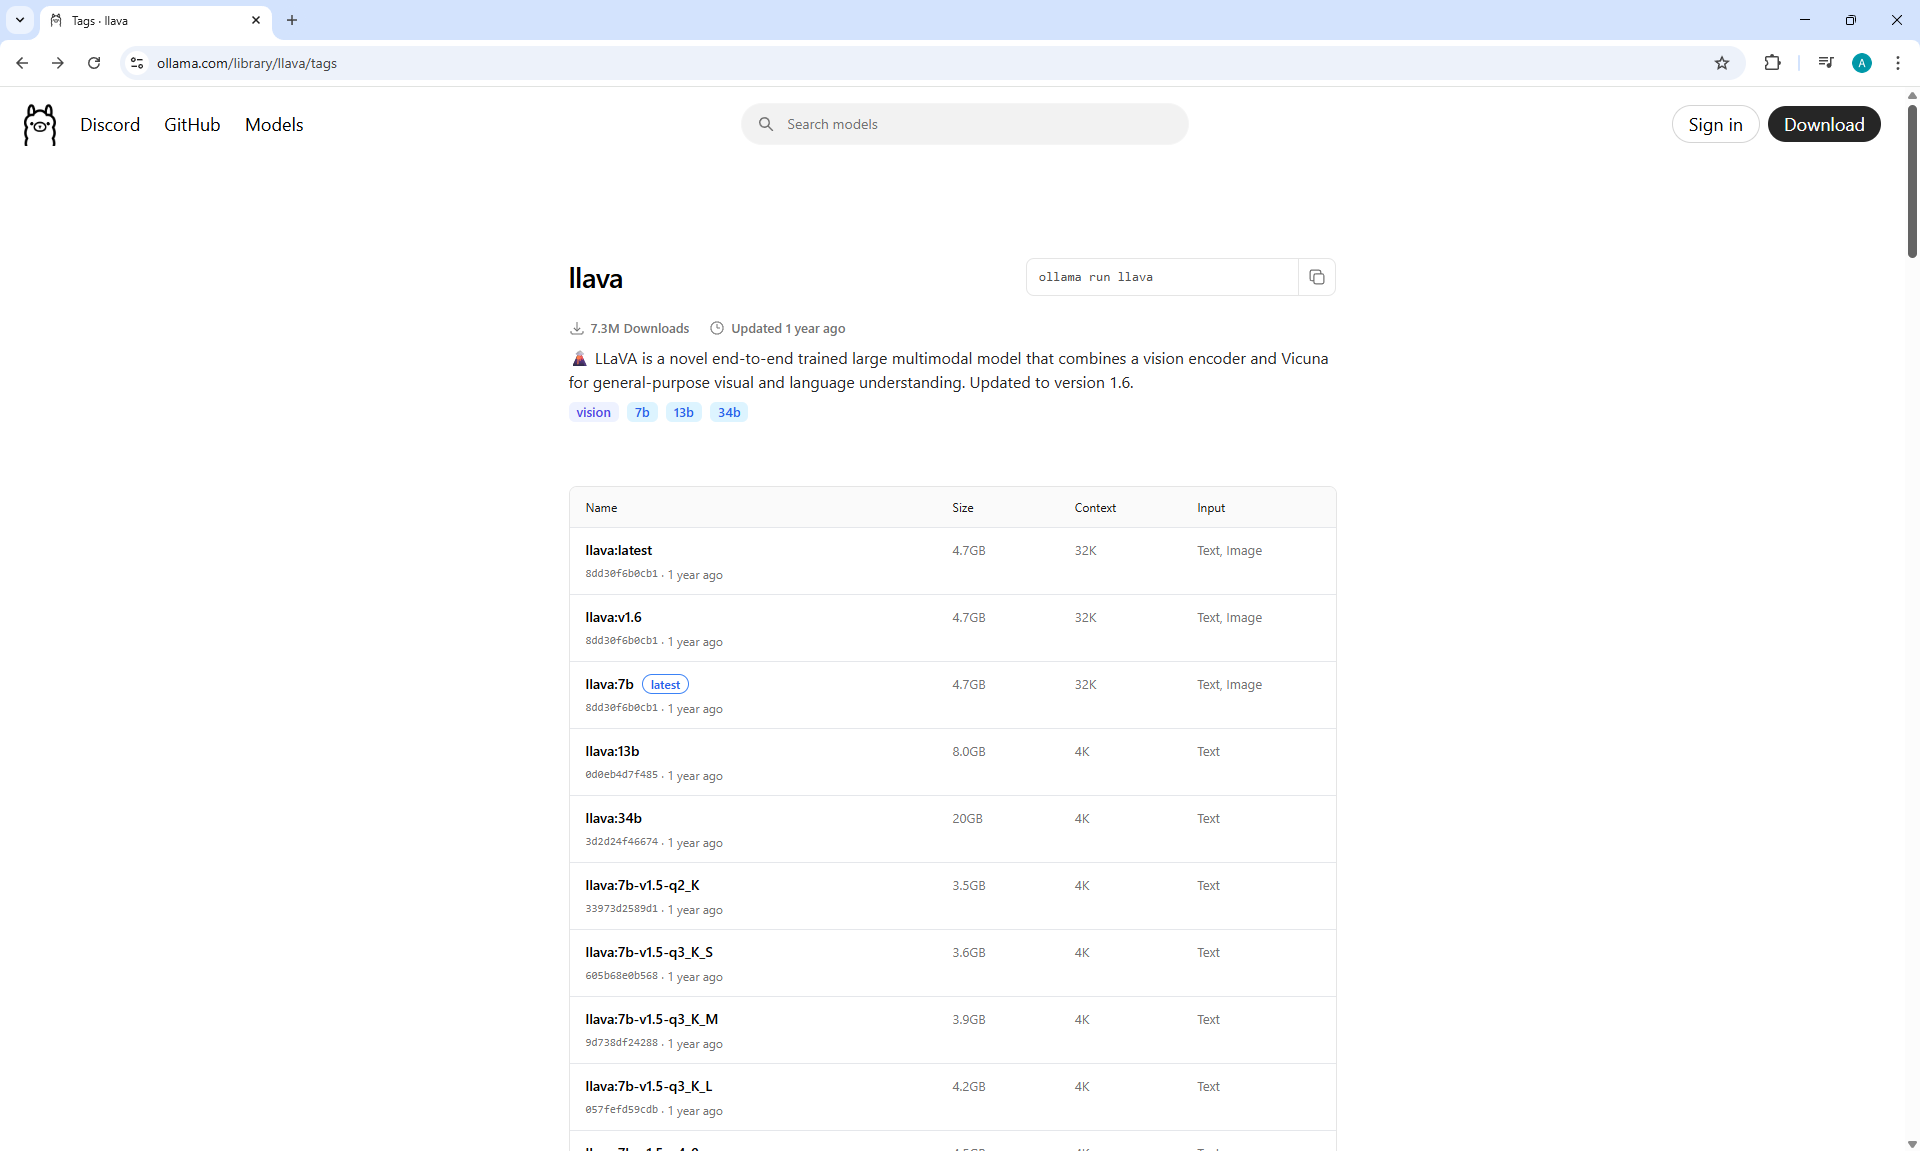 Tags · llava
ollama.com/library/llava/tags
A
Discord GitHub Models Search models Sign in Download
llava ollama run llava
7.3M Downloads Updated 1 year ago
LLaVA is a novel end-to-end trained large multimodal model that combines a vision encoder and Vicuna
for general-purpose visual and language understanding. Updated to version 1.6.
vision 7b 13b 34b
Name Size Context Input
llava:latest 4.7GB 32K Text, Image
8dd30f6b0cb1 · 1 year ago
llava:v1.6 4.7GB 32K Text, Image
8dd30f6b0cb1 · 1 year ago
llava:7b latest 4.7GB 32K Text, Image
8dd30f6b0cb1 · 1 year ago
llava:13b 8.0GB 4K Text
0d0eb4d7f485 · 1 year ago
llava:34b 20GB 4K Text
3d2d24f46674 · 1 year ago
llava:7b-v1.5-q2_K 3.5GB 4K Text
33973d2589d1 · 1 year ago
llava:7b-v1.5-q3_K_S 3.6GB 4K Text
605b68e0b568 · 1 year ago
llava:7b-v1.5-q3_K_M 3.9GB 4K Text
9d738df24288 · 1 year ago
llava:7b-v1.5-q3_K_L 4.2GB 4K Text
057fefd59cdb · 1 year ago